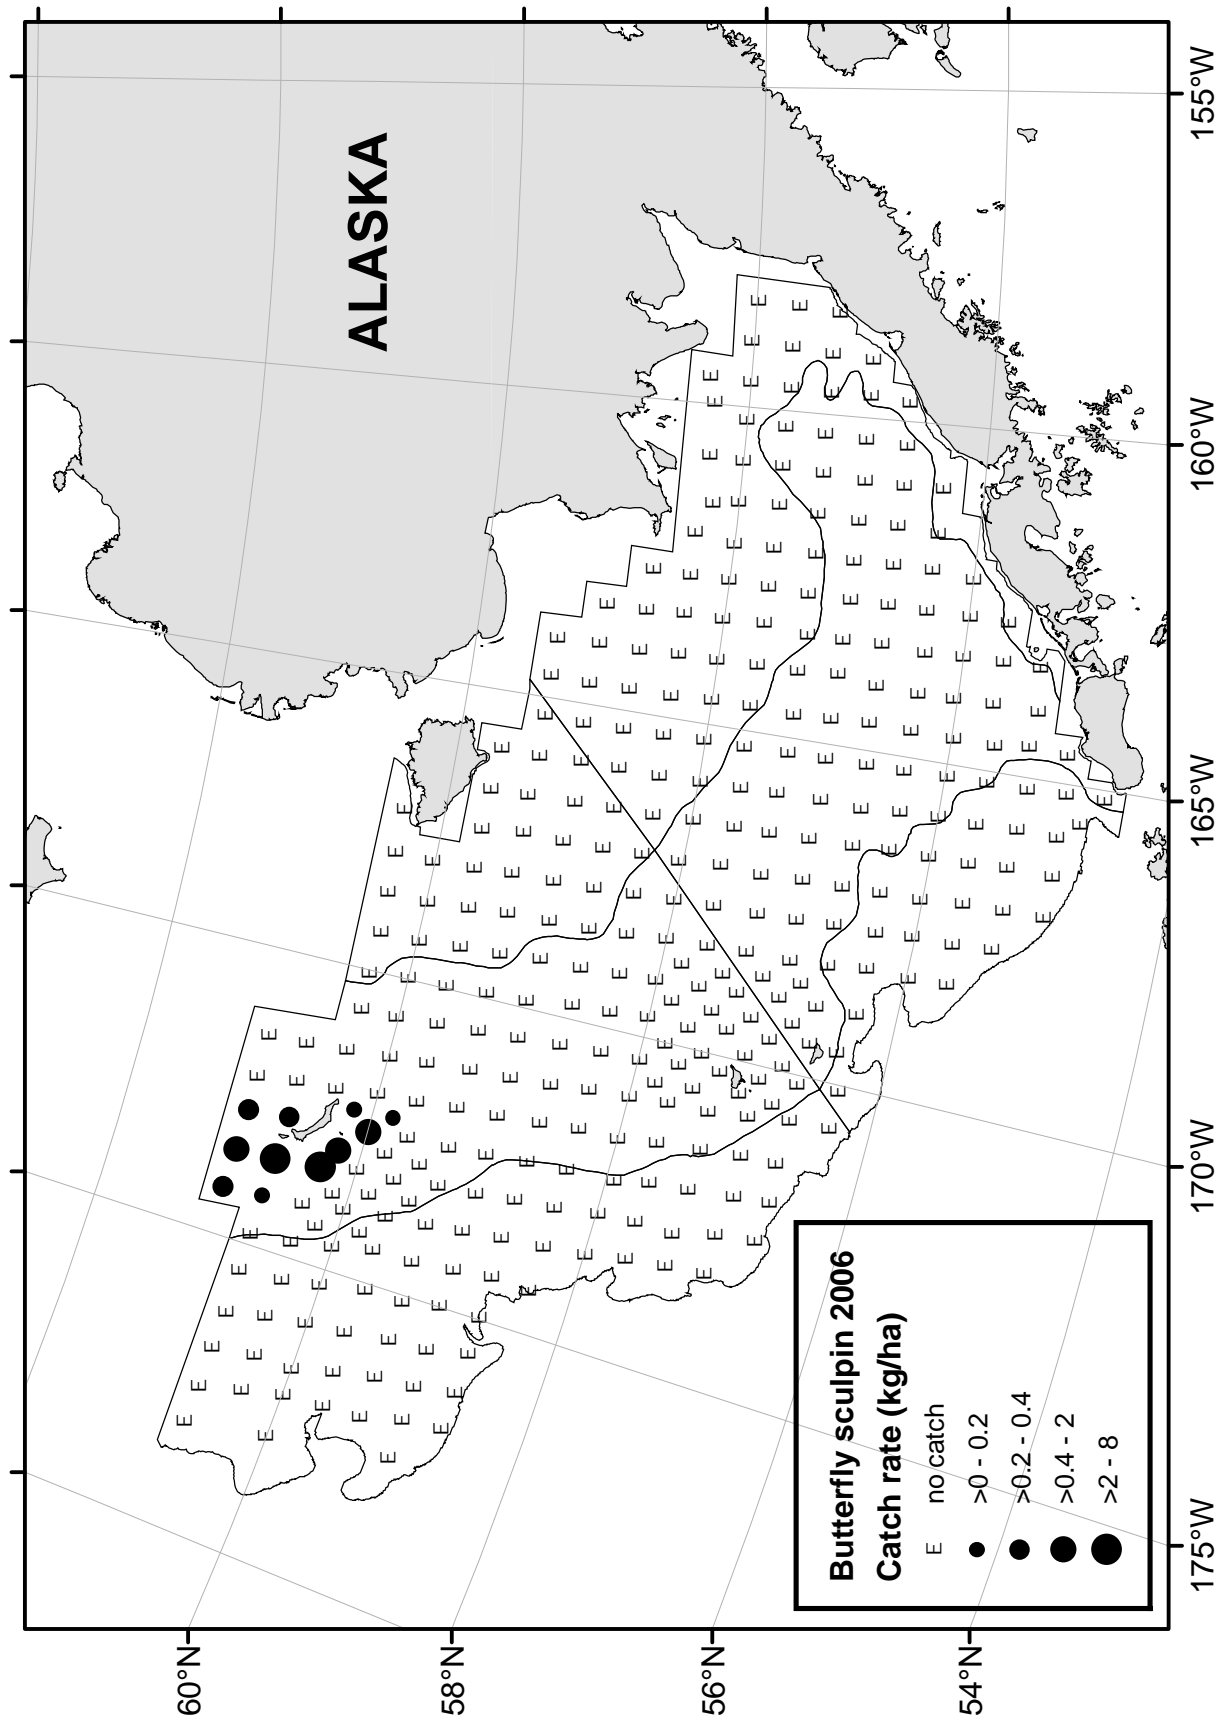 ALASKA
Butterfly sculpin 2006
Catch rate (kg/ha)
E no catch
>0 - 0.2
>0.2 - 0.4
>0.4 - 2
>2 - 8
60°N
58°N
56°N
54°N
175°W
170°W
165°W
160°W
155°W